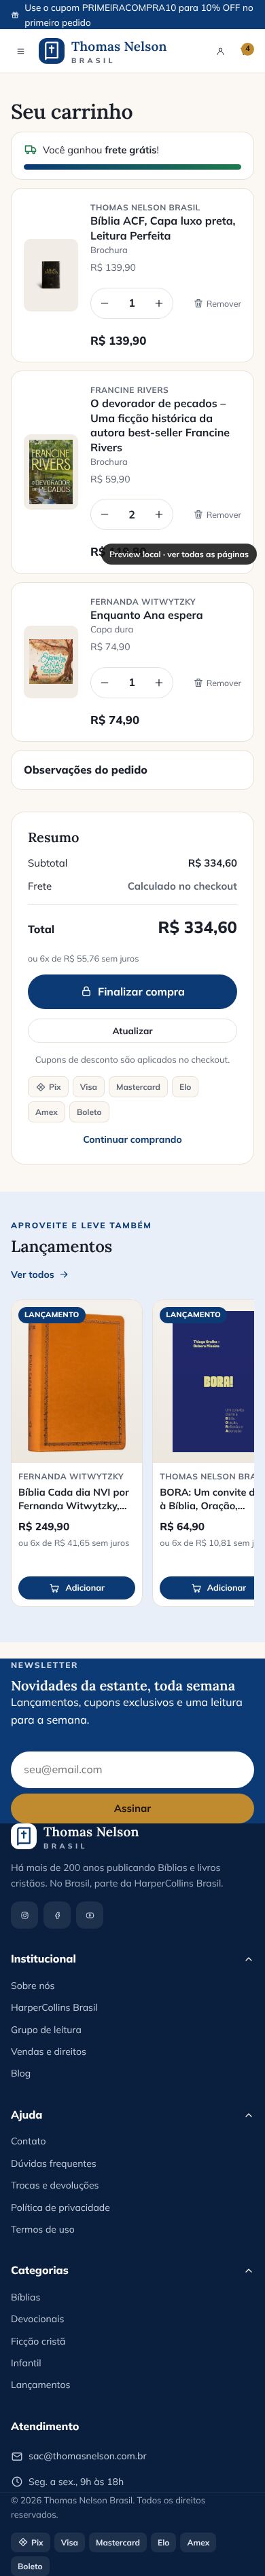 Use o cupom PRIMEIRACOMPRA10 para 10% OFF no
primeiro pedido
Thomas Nelson
BRASIL
4
Seu carrinho
Você ganhou frete grátis!
THOMAS NELSON BRASIL
Bíblia ACF, Capa luxo preta,
Leitura Perfeita
Brochura
R$ 139,90
1
Remover
R$ 139,90
FRANCINE RIVERS
O devorador de pecados –
Uma ficção histórica da
autora best-seller Francine
Rivers
Brochura
R$ 59,90
FRANCINE
RIVERS
O DEVORADOR
DE PECADOS
2
Remover
Preview local · ver todas as páginas
FERNANDA WITWYTZKY
Enquanto Ana espera
Capa dura
R$ 74,90
1
Remover
R$ 74,90
Observações do pedido
Resumo
Subtotal R$ 334,60
Frete Calculado no checkout
Total R$ 334,60
ou 6x de R$ 55,76 sem juros
Finalizar compra
Atualizar
Cupons de desconto são aplicados no checkout.
Pix Visa Mastercard Elo
Amex Boleto
Continuar comprando
APROVEITE E LEVE TAMBÉM
Lançamentos
Ver todos
LANÇAMENTO
FERNANDA WITWYTZKY
Bíblia Cada dia NVI por
Fernanda Witwytzky,...
R$ 249,90
ou 6x de R$ 41,65 sem juros
Adicionar
LANÇAMENTO
BORA!
THOMAS NELSON BRA
BORA: Um convite d
à Bíblia, Oração,...
R$ 64,90
ou 6x de R$ 10,81 sem j
Adicionar
NEWSLETTER
Novidades da estante, toda semana
Lançamentos, cupons exclusivos e uma leitura
para a semana.
seu@email.com
Assinar
Thomas Nelson
BRASIL
Há mais de 200 anos publicando Bíblias e livros
cristãos. No Brasil, parte da HarperCollins Brasil.
Institucional
Sobre nós
HarperCollins Brasil
Grupo de leitura
Vendas e direitos
Blog
Ajuda
Contato
Dúvidas frequentes
Trocas e devoluções
Política de privacidade
Termos de uso
Categorias
Bíblias
Devocionais
Ficção cristã
Infantil
Lançamentos
Atendimento
sac@thomasnelson.com.br
Seg. a sex., 9h às 18h
© 2026 Thomas Nelson Brasil. Todos os direitos
reservados.
Pix Visa Mastercard Elo Amex
Boleto